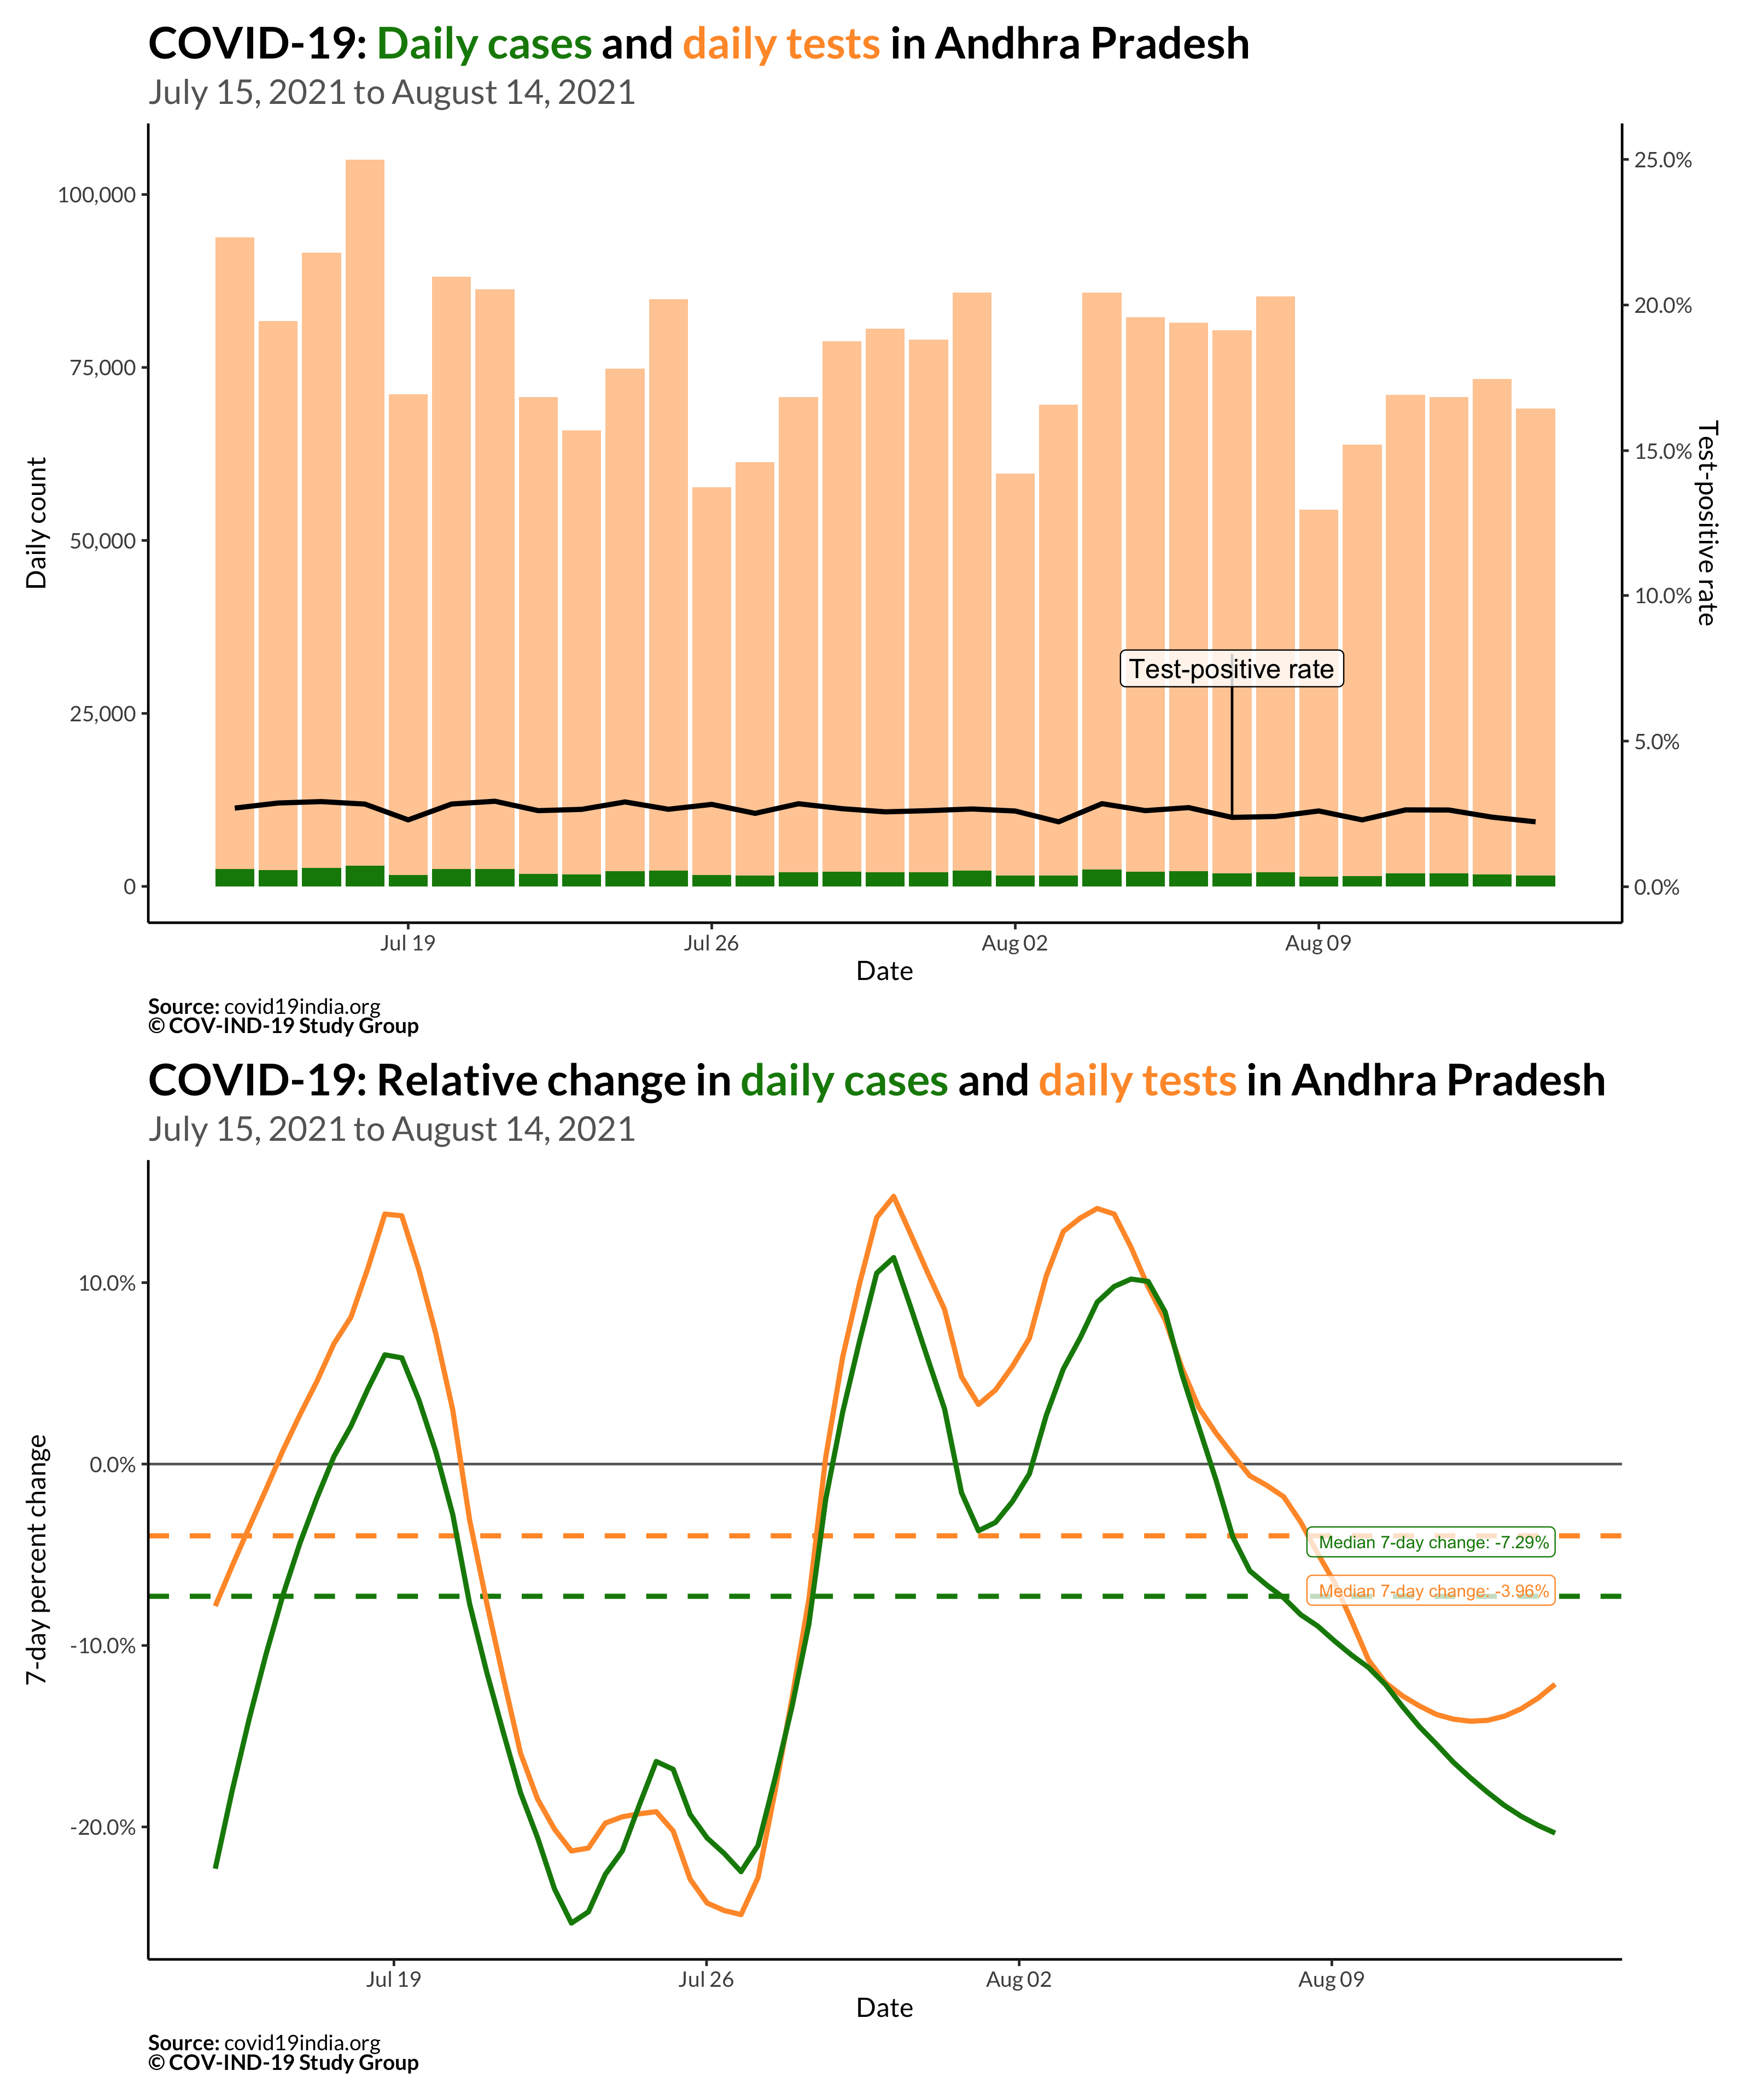 COVID-19: Daily cases and daily tests in Andhra Pradesh
July 15, 2021 to August 14, 2021
100,000
75,000
50,000
25,000
0
Daily count
25.0%
20.0%
15.0%
10.0%
5.0%
0.0%
Test-positive rate
Test-positive rate
Jul 19
Jul 26
Aug 02
Aug 09
Date
Source: covid19india.org
© COV-IND-19 Study Group
COVID-19: Relative change in daily cases and daily tests in Andhra Pradesh
July 15, 2021 to August 14, 2021
10.0%
0.0%
-10.0%
-20.0%
7-day percent change
Median 7-day change: -7.29%
Median 7-day change: -3.96%
Jul 19
Jul 26
Aug 02
Aug 09
Date
Source: covid19india.org
© COV-IND-19 Study Group